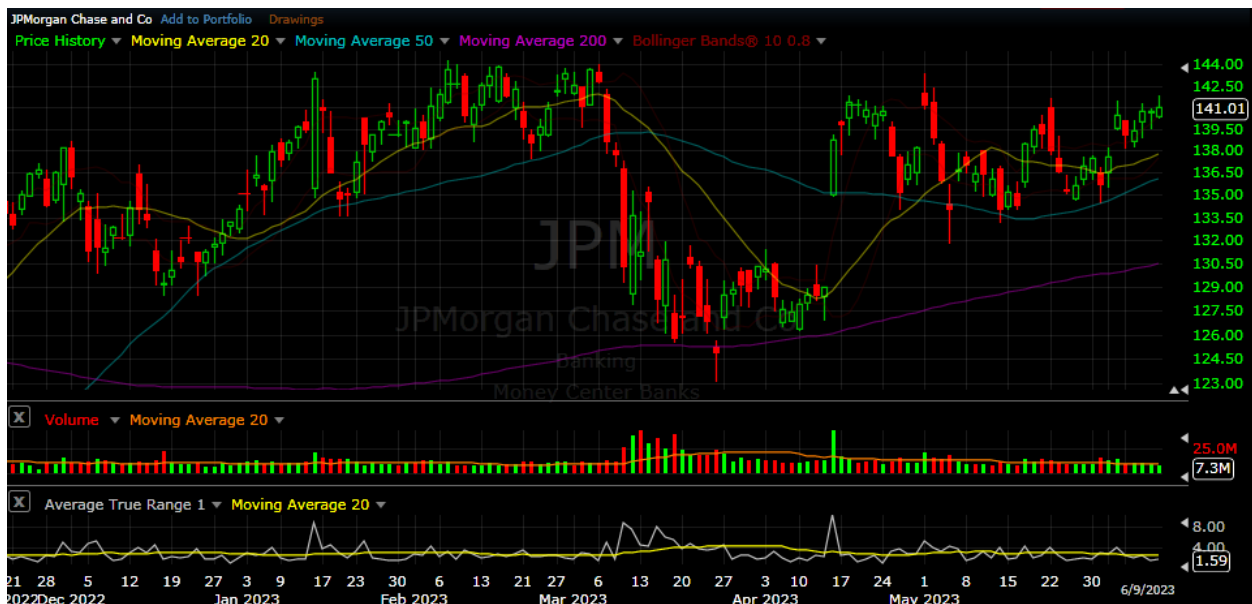 JPMorgan Chase and Co Add to Portfolio Drawings
Price History Moving Average 20 Moving Average 50 Moving Average 200 Bollinger Bands® 10 0.8
144.00
142.50
141.01
139.50
138.00
136.50
135.00
133.50
132.00
130.50
129.00
127.50
126.00
124.50
123.00
JPM
JPMorgan Chase and Co
Banking
Money Center Banks
X Volume Moving Average 20
25.0M
7.3M
X Average True Range 1 Moving Average 20
8.00
4.00
1.59
21 28 5 12 19 27 3 9 17 23 30 6 13 21 27 6 13 20 27 3 10 17 24 1 8 15 22 30 6/9/2023
2022 Dec 2022 Jan 2023 Feb 2023 Mar 2023 Apr 2023 May 2023